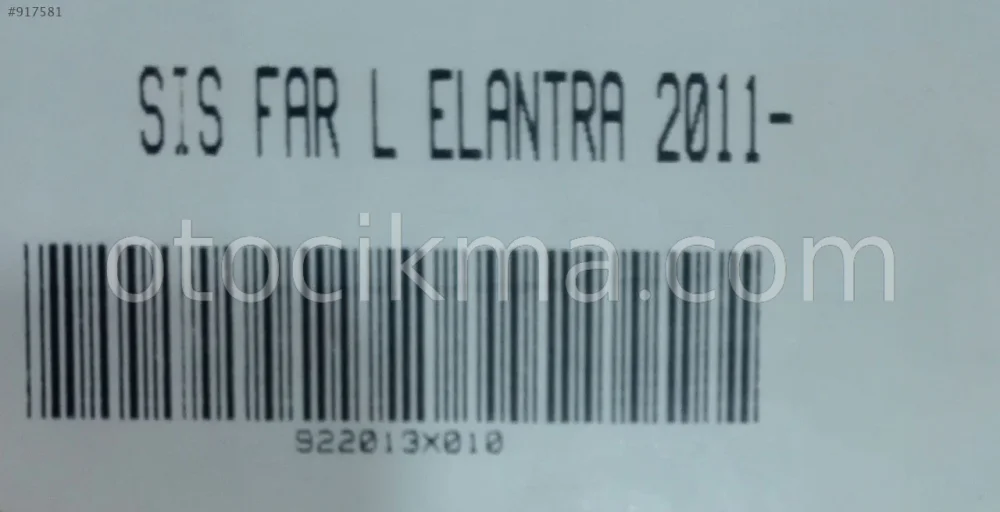 #917581
SIS FAR L ELANTRA 2011-
otocikma.com
922013X010